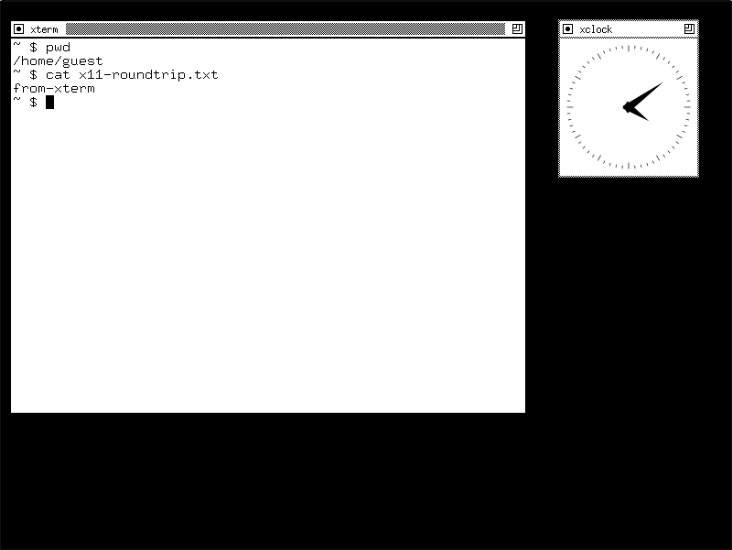 xterm
~ $ pwd
/home/guest
~ $ cat x11-roundtrip.txt
from-xterm
~ $
xclock